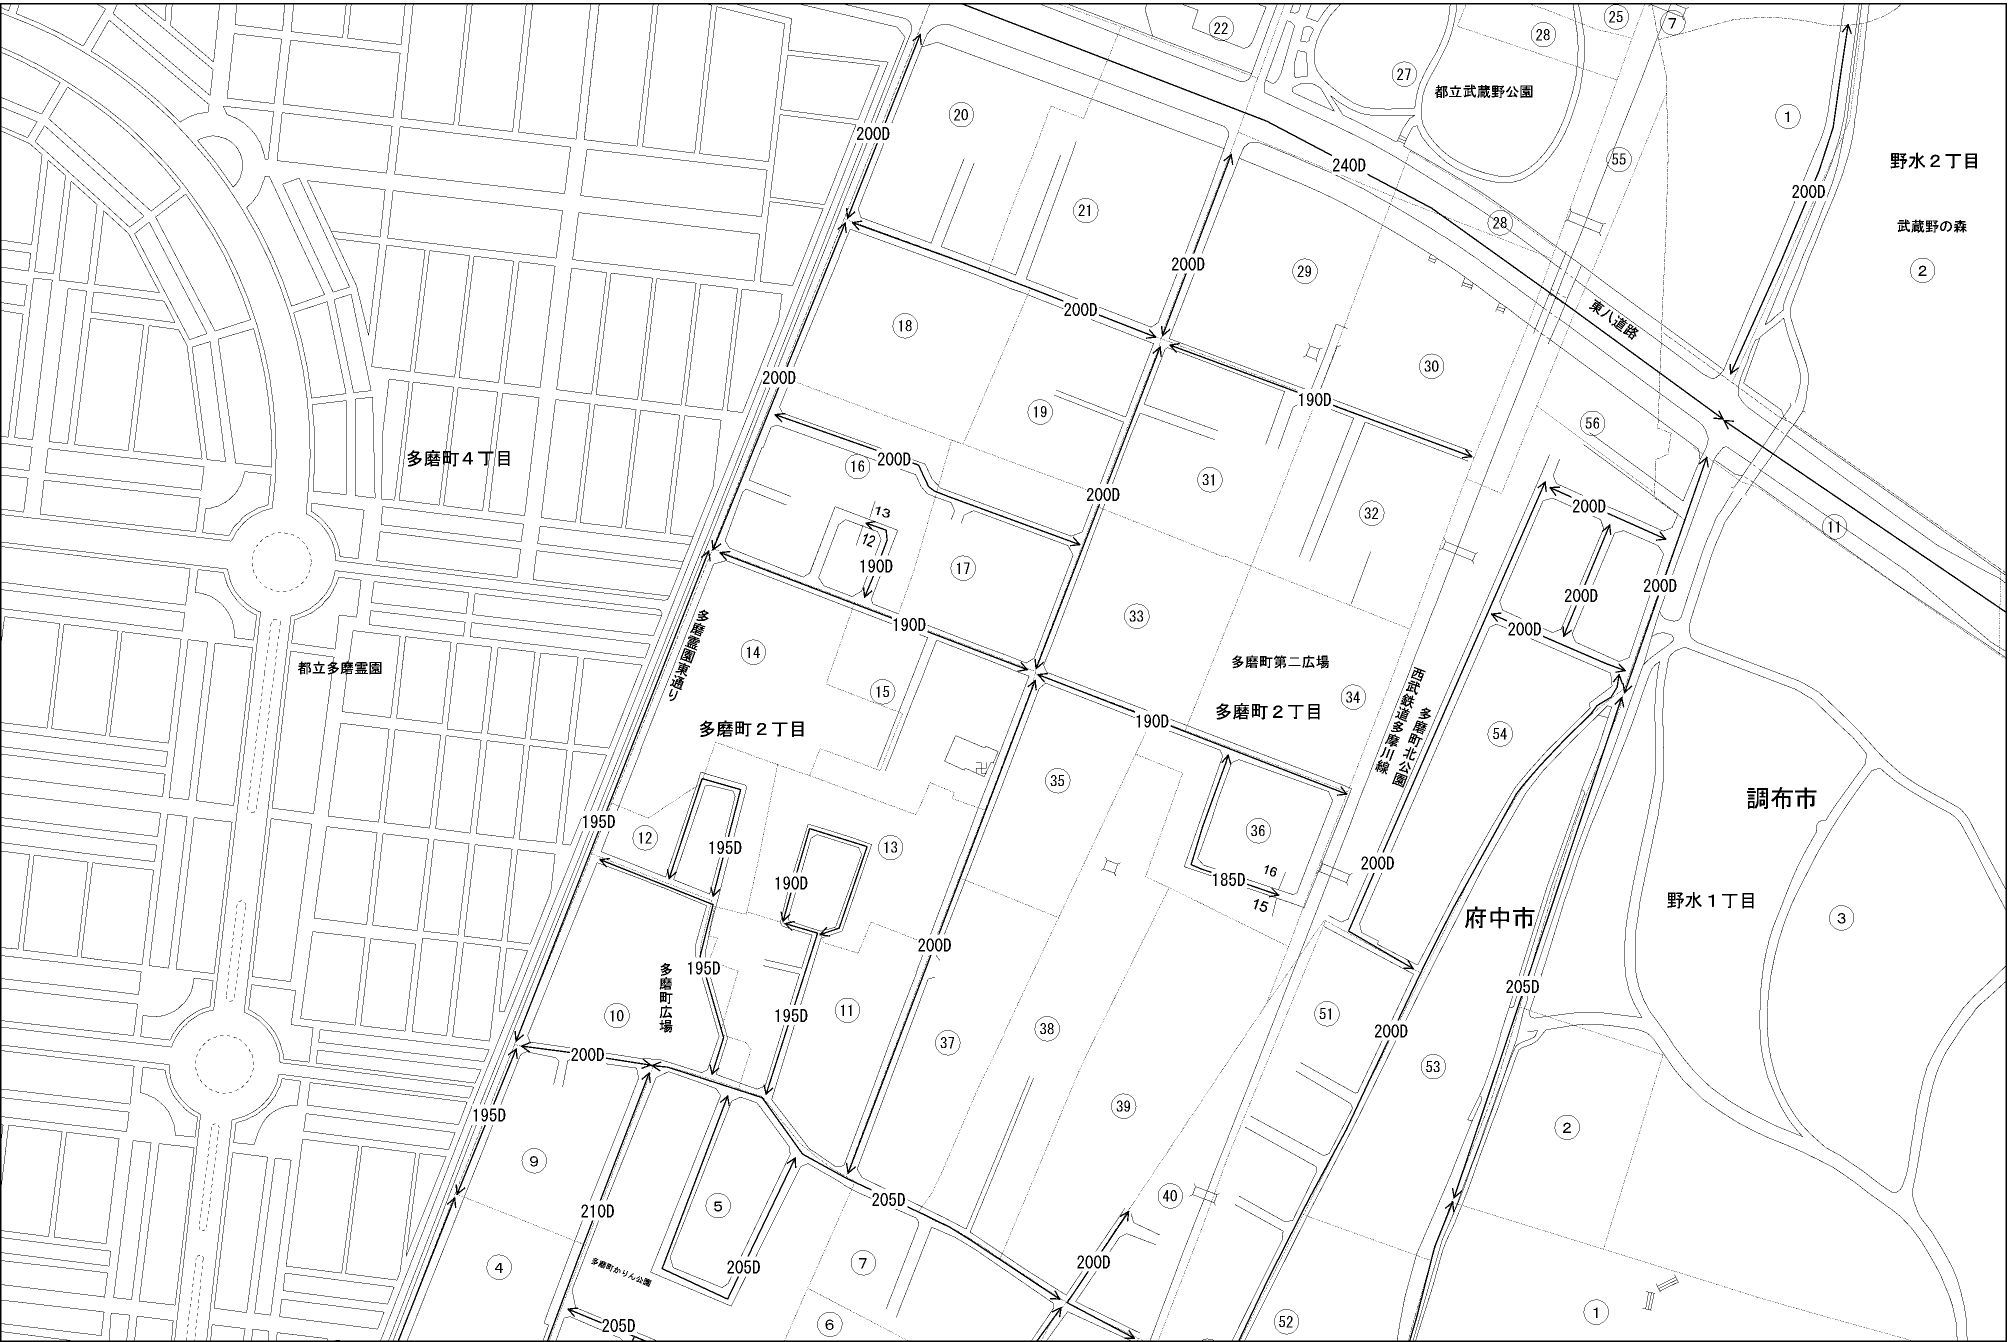 22
28
25
7
20
27
都立武蔵野公園
1
200D
野水2丁目
55
240D
200D
21
28
武蔵野の森
200D
29
2
18
200D
東八道路
200D
30
190D
19
56
多磨町4丁目
16
200D
31
200D
32
200D
11
13
12
190D
17
200D
200D
200D
多磨霊園東通り
190D
33
200D
14
都立多磨霊園
多磨町第二広場
15
34
190D
多磨町2丁目
多磨町2丁目
西武鉄道多摩川線
多磨町北公園
54
35
調布市
195D
12
195D
13
36
190D
185D
16
15
200D
野水1丁目
府中市
3
200D
195D
多磨町広場
205D
10
195D
11
37
38
51
200D
200D
53
195D
39
2
9
5
40
210D
205D
200D
4
多磨町かりん公園
205D
7
1
205D
6
52